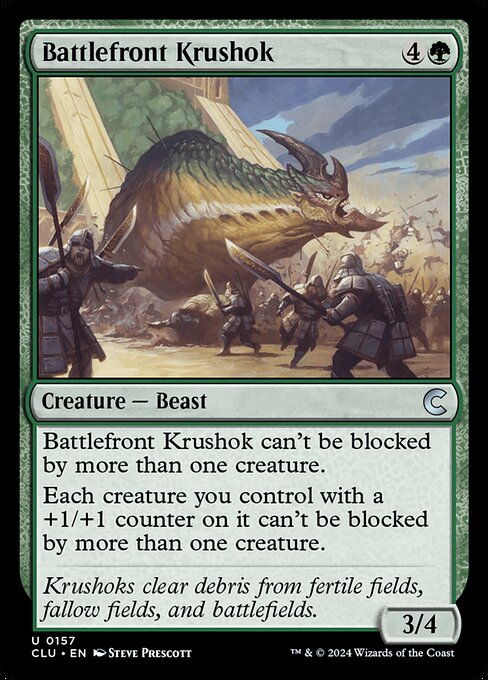 Battlefront Krushok 4
Creature — Beast
Battlefront Krushok can't be blocked
by more than one creature.
Each creature you control with a
+1/+1 counter on it can't be blocked
by more than one creature.
Krushoks clear debris from fertile fields,
fallow fields, and battlefields.
3/4
U 0157
CLU • EN Steve Prescott
™ & © 2024 Wizards of the Coast